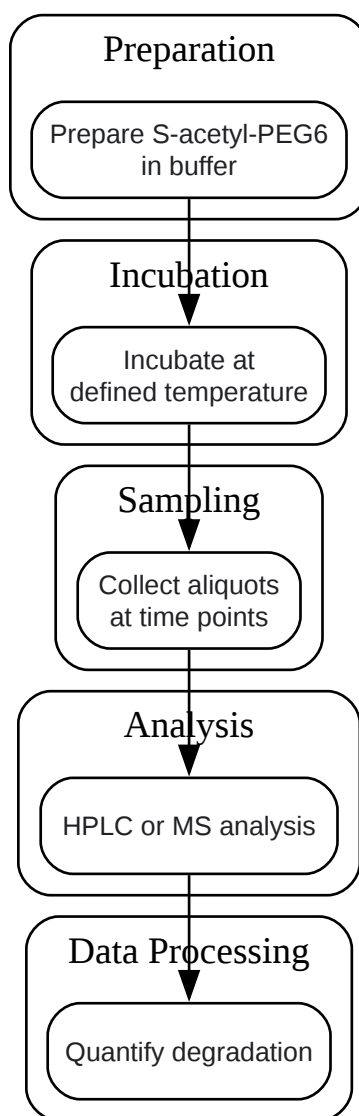 Preparation
Prepare S-acetyl-PEG6
in buffer
Incubation
Incubate at
defined temperature
Sampling
Collect aliquots
at time points
Analysis
HPLC or MS analysis
Data Processing
Quantify degradation